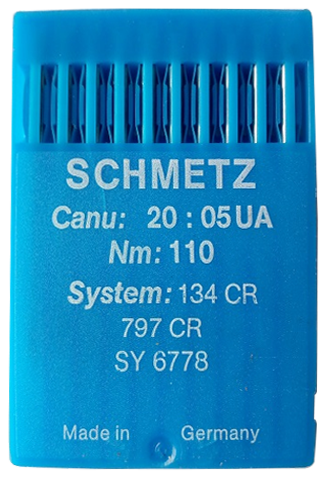 SCHMETZ
Canu: 20 : 05 UA
Nm: 110
System: 134 CR
797 CR
SY 6778
Made in Germany